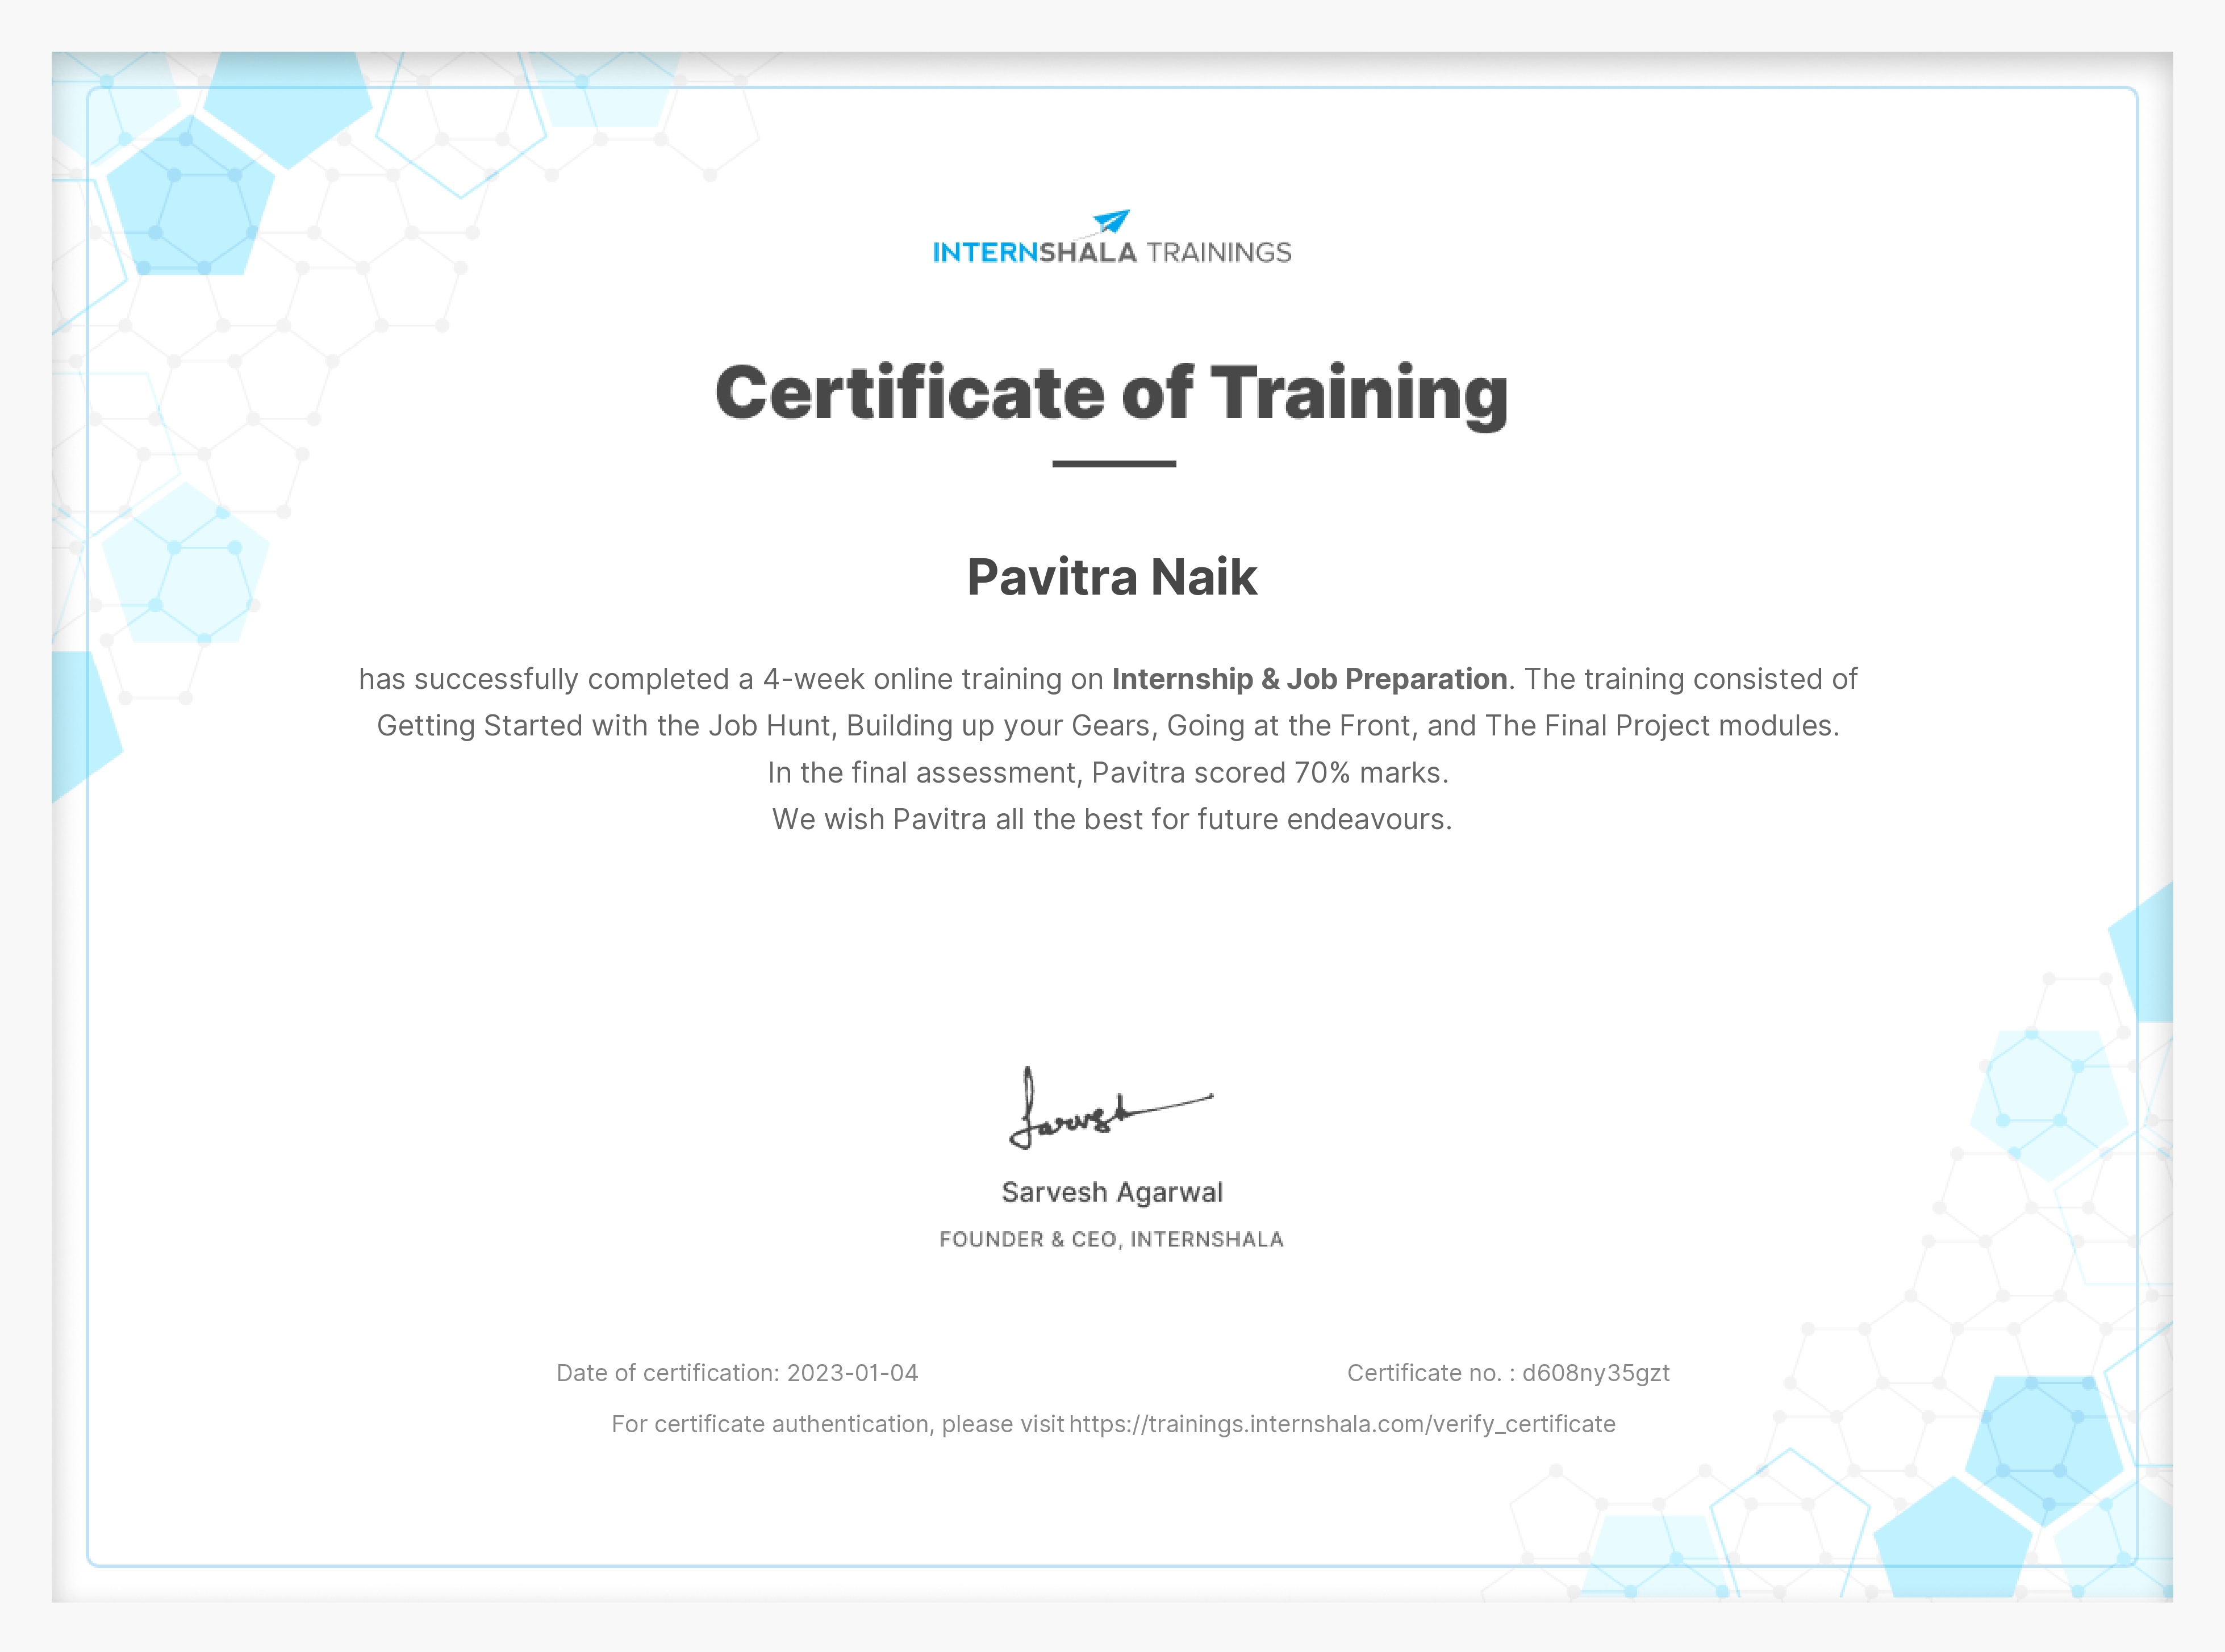 INTERNSHALA TRAININGS
Certificate of Training
Pavitra Naik
has successfully completed a 4-week online training on Internship & Job Preparation. The training consisted of
Getting Started with the Job Hunt, Building up your Gears, Going at the Front, and The Final Project modules.
In the final assessment, Pavitra scored 70% marks.
We wish Pavitra all the best for future endeavours.
Sarvesh
Sarvesh Agarwal
FOUNDER & CEO, INTERNSHALA
Date of certification: 2023-01-04
Certificate no. : d608ny35gzt
For certificate authentication, please visit https://trainings.internshala.com/verify_certificate